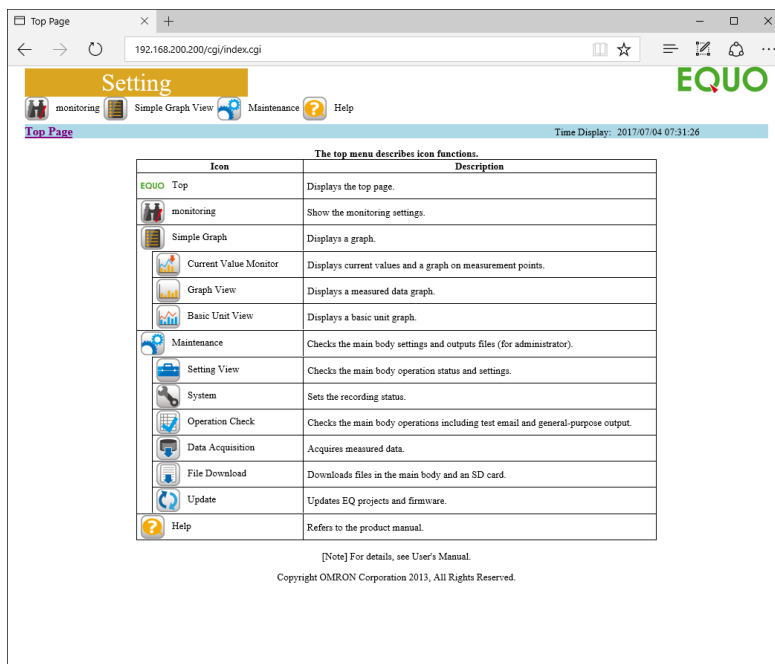 Top Page
192.168.200.200/cgi/index.cgi
Setting
EQUO
monitoring Simple Graph View Maintenance Help
Top Page Time Display: 2017/07/04 07:31:26
The top menu describes icon functions.
Icon Description
EQUO Top Displays the top page.
monitoring Show the monitoring settings.
Simple Graph Displays a graph.
Current Value Monitor Displays current values and a graph on measurement points.
Graph View Displays a measured data graph.
Basic Unit View Displays a basic unit graph.
Maintenance Checks the main body settings and outputs files (for administrator).
Setting View Checks the main body operation status and settings.
System Sets the recording status.
Operation Check Checks the main body operations including test email and general-purpose output.
Data Acquisition Acquires measured data.
File Download Downloads files in the main body and an SD card.
Update Updates EQ projects and firmware.
Help Refers to the product manual.
[Note] For details, see User's Manual.
Copyright OMRON Corporation 2013, All Rights Reserved.